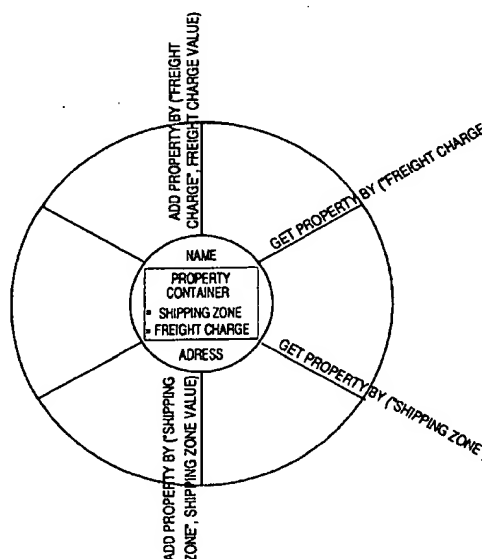 ADD PROPERTY BY ("FREIGHT
CHARGE", FREIGHT CHARGE VALUE)
GET PROPERTY BY ("FREIGHT CHARGE
NAME
PROPERTY
CONTAINER
▪ SHIPPING ZONE
▪ FREIGHT CHARGE
ADRESS
GET PROPERTY BY ("SHIPPING ZONE
ADD PROPERTY BY ("SHIPPING
ZONE", SHIPPING ZONE VALUE)